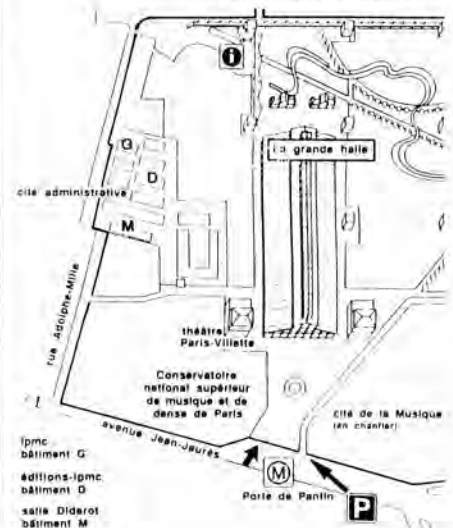 i
la grande halle
G
D
cité administrative
M
rue Adolphe-Mille
théâtre
Paris-Villette
Conservatoire
national supérieur
de musique et de
danse de Paris
cité de la Musique
(en chantier)
avenue Jean-Jaurès
M
Porte de Pantin
P
ipmc
bâtiment G
éditions-ipmc
bâtiment D
salle Diderot
bâtiment M